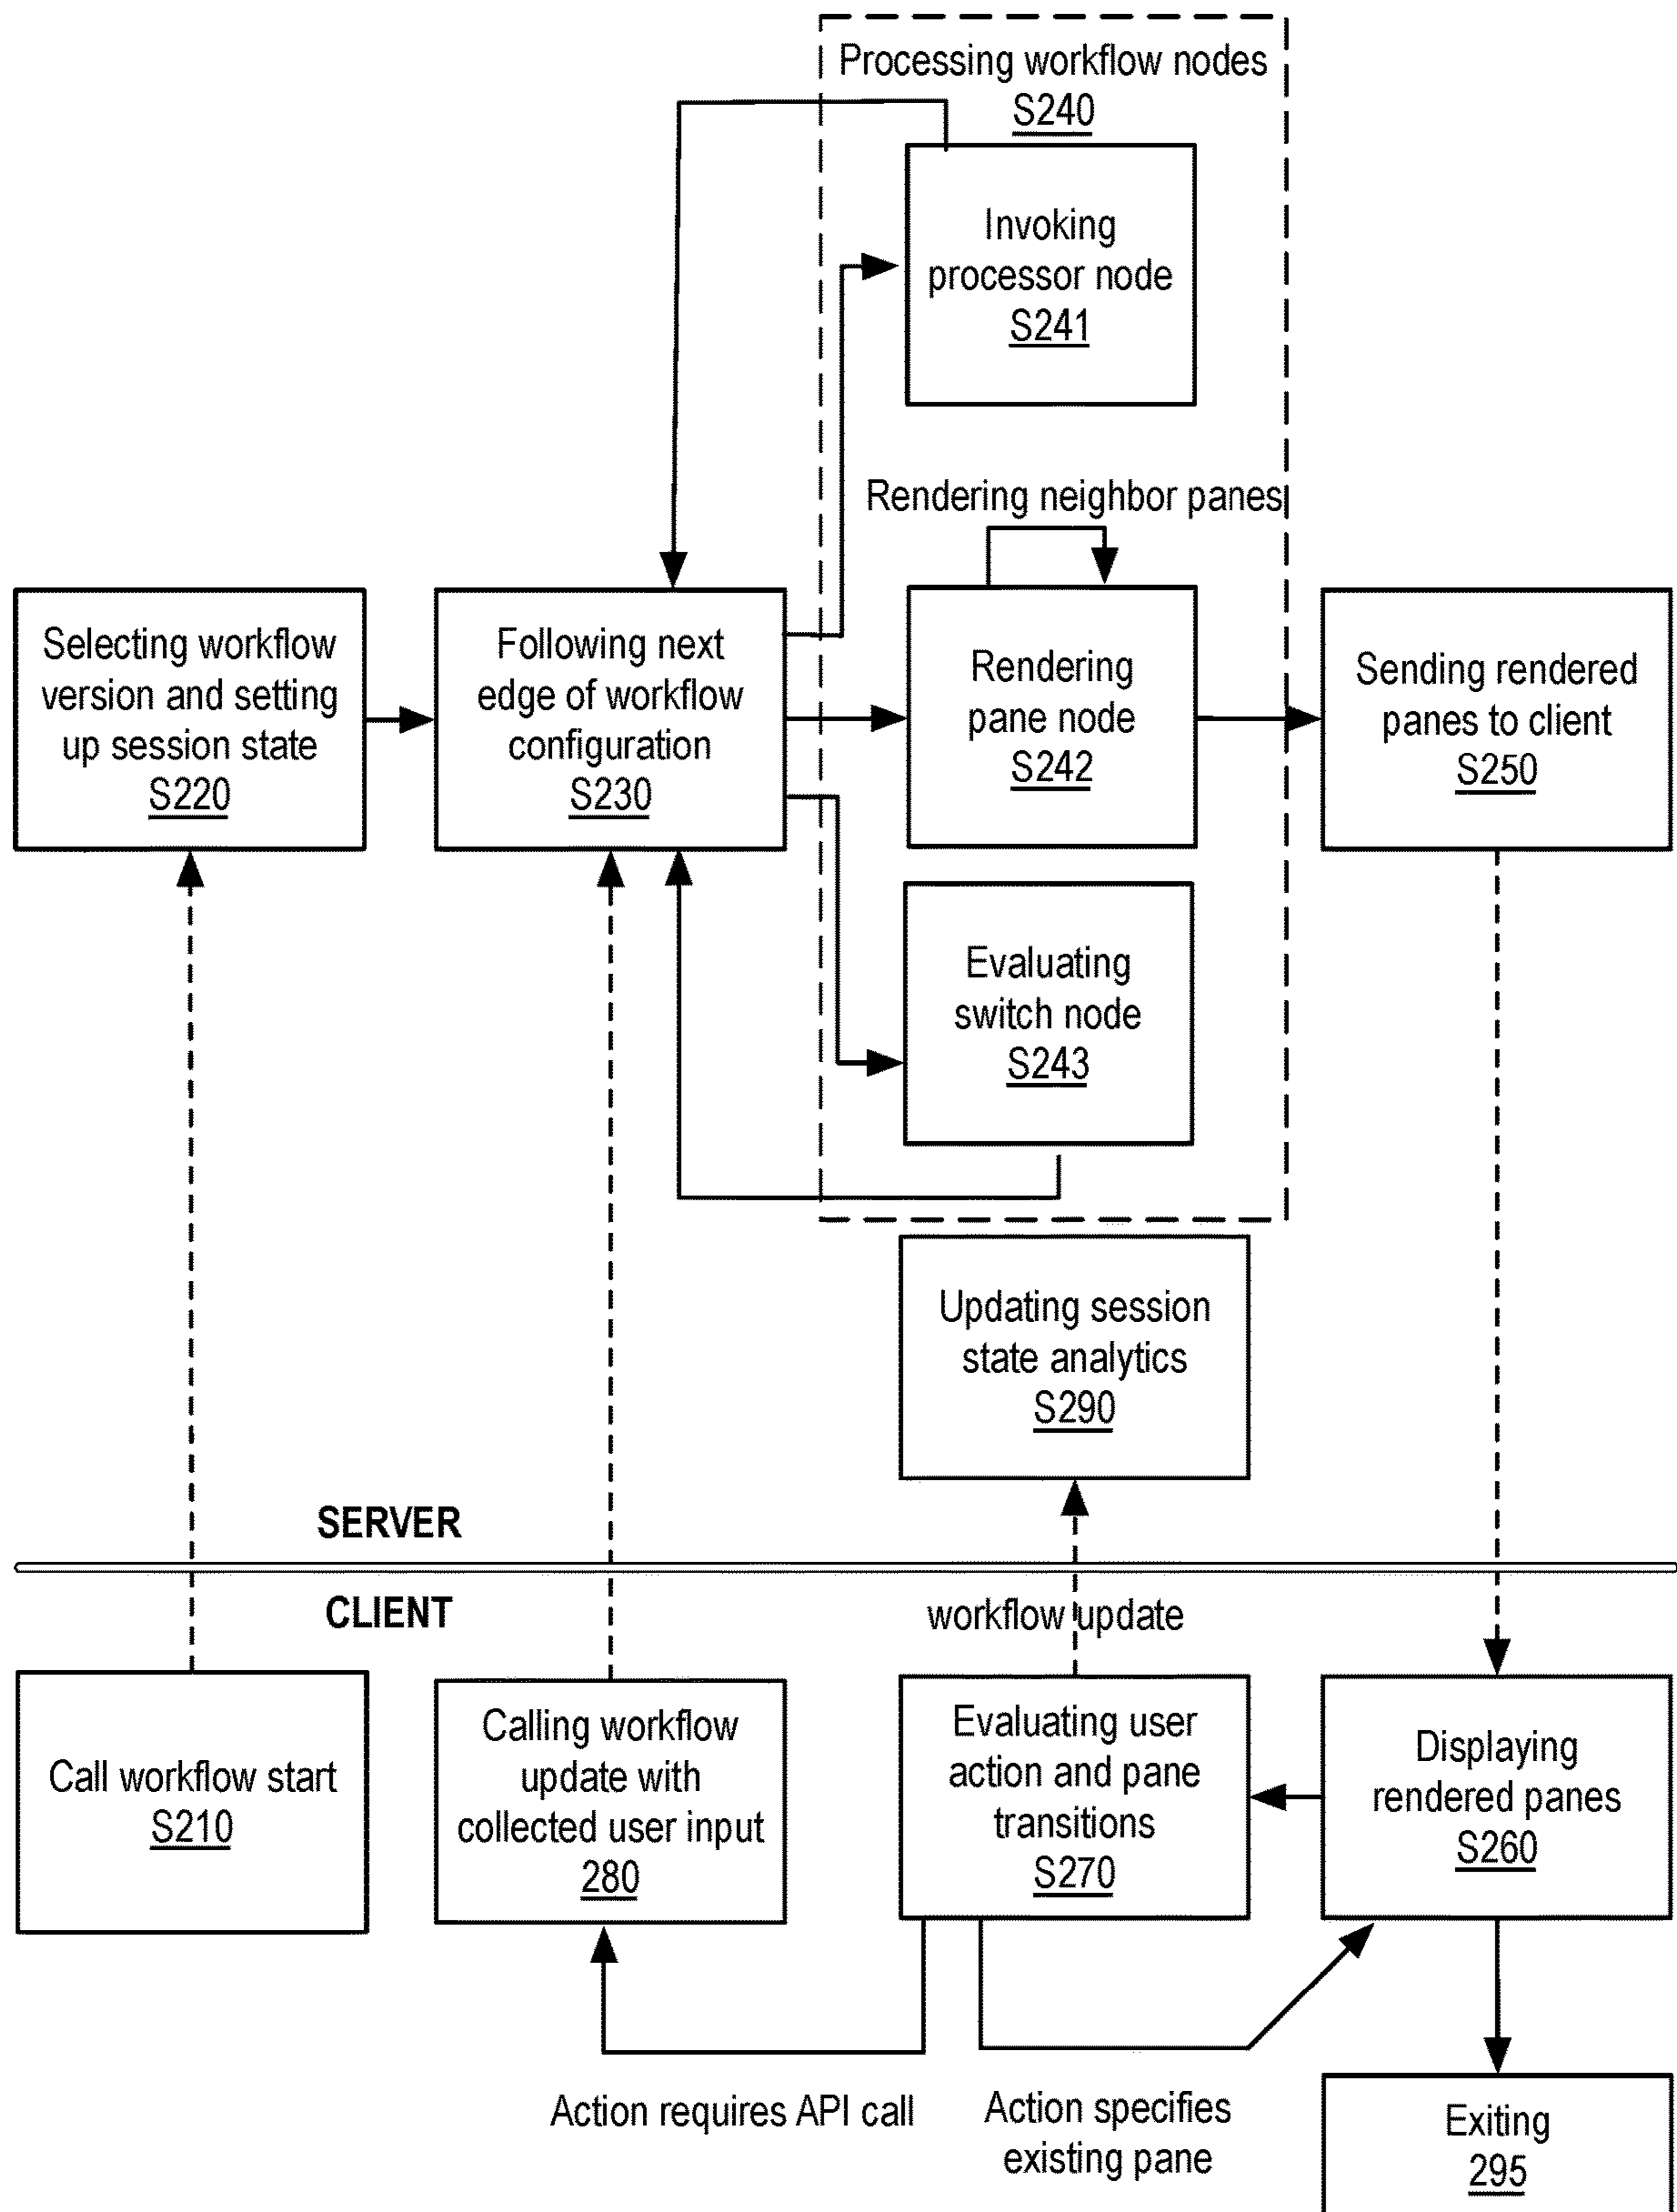 Processing workflow nodes
S240
Invoking
processor node
S241
Rendering neighbor panes
Selecting workflow
version and setting
up session state
S220
Following next
edge of workflow
configuration
S230
Rendering
pane node
S242
Sending rendered
panes to client
S250
Evaluating
switch node
S243
Updating session
state analytics
S290
SERVER
CLIENT
workflow update
Call workflow start
S210
Calling workflow
update with
collected user input
280
Evaluating user
action and pane
transitions
S270
Displaying
rendered panes
S260
Action requires API call
Action specifies
existing pane
Exiting
295